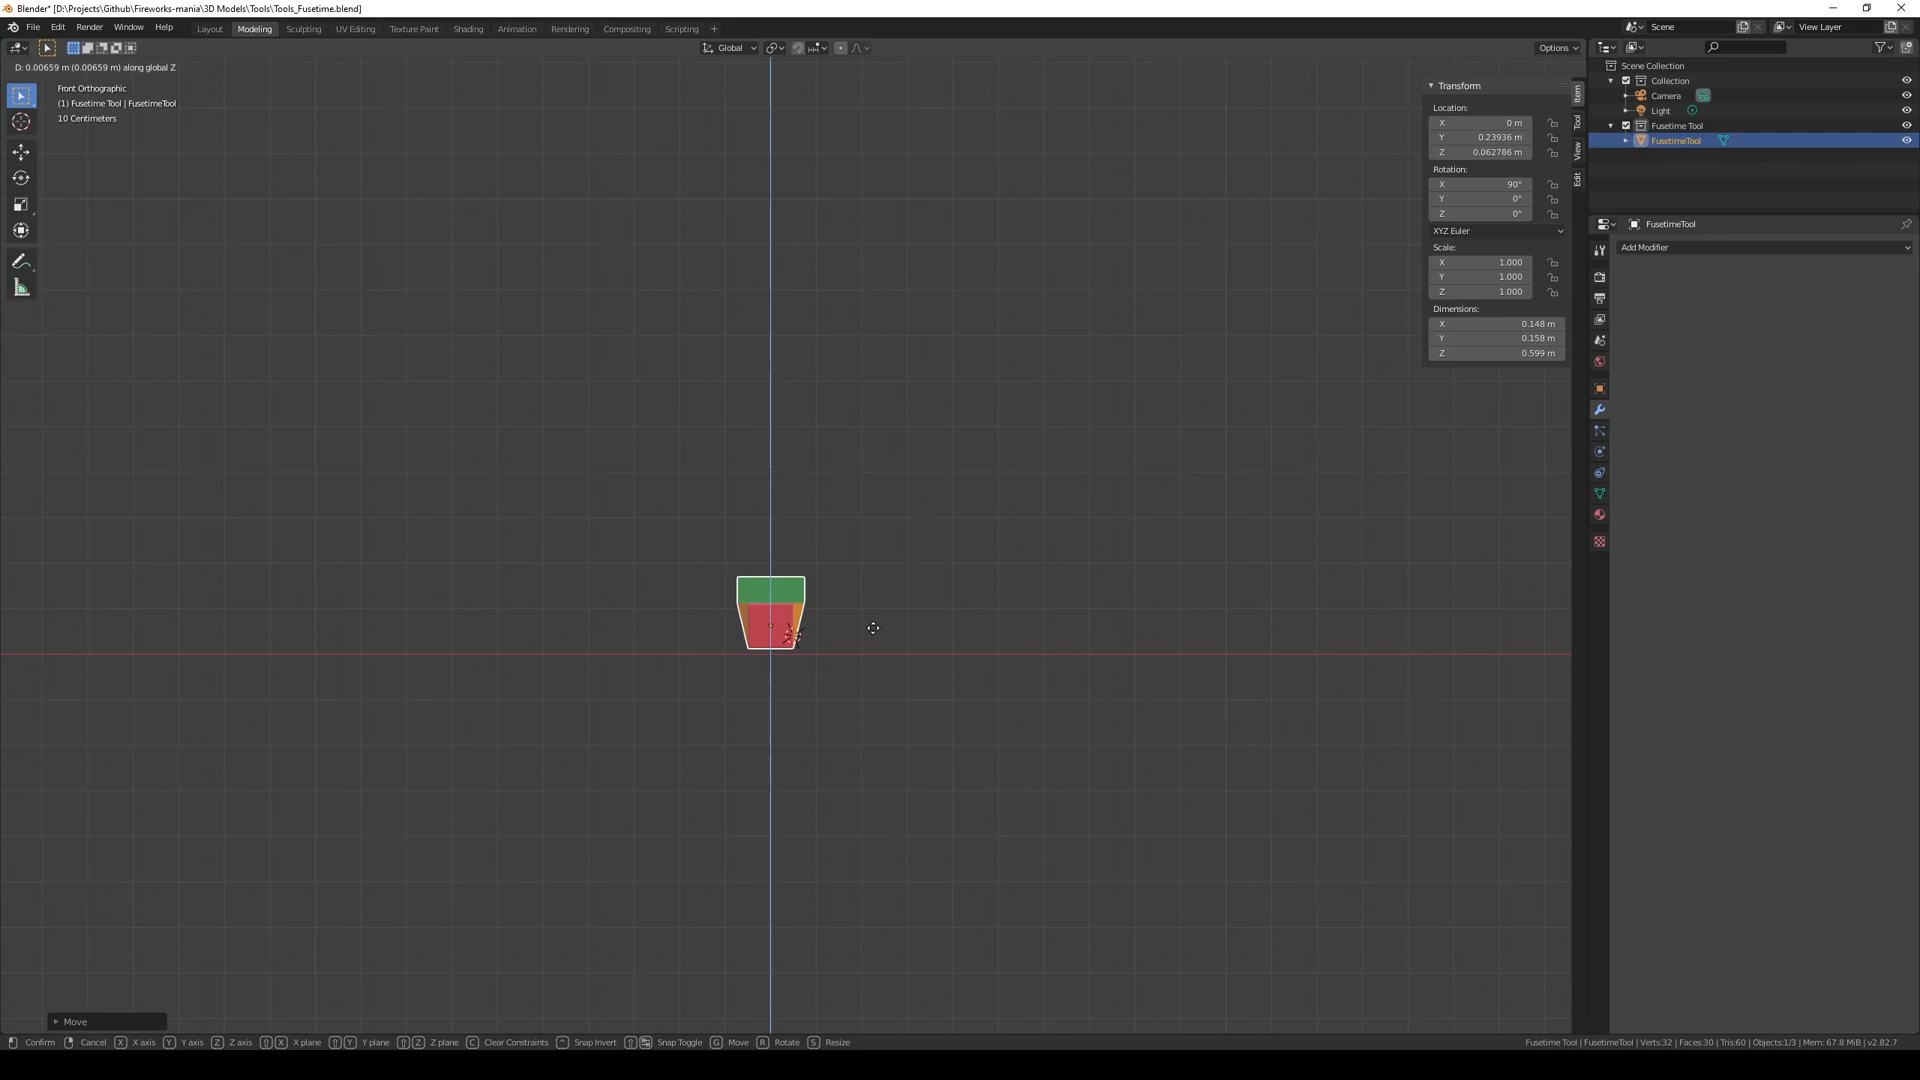 Blender* [D:\Projects\Github\Fireworks-mania\3D Models\Tools\Tools_Fusetime.blend]
File Edit Render Window Help Layout Modeling Sculpting UV Editing Texture Paint Shading Animation Rendering Compositing Scripting + Scene View Layer
Global Options
D: 0.00659 m (0.00659 m) along global Z
Front Orthographic
(1) Fusetime Tool | FusetimeTool
10 Centimeters
Transform
Location:
X 0 m
Y 0.23936 m
Z 0.062786 m
Rotation:
X 90°
Y 0°
Z 0°
XYZ Euler
Scale:
X 1.000
Y 1.000
Z 1.000
Dimensions:
X 0.148 m
Y 0.158 m
Z 0.599 m
Item
Tool
View
Edit
Scene Collection
Collection
Camera
Light
Fusetime Tool
FusetimeTool
FusetimeTool
Add Modifier
Move
Confirm Cancel X X axis Y Y axis Z Z axis X X plane Y Y plane Z Z plane C Clear Constraints Snap Invert Snap Toggle G Move R Rotate S Resize
Fusetime Tool | FusetimeTool | Verts:32 | Faces:30 | Tris:60 | Objects:1/3 | Mem: 67.8 MiB | v2.82.7